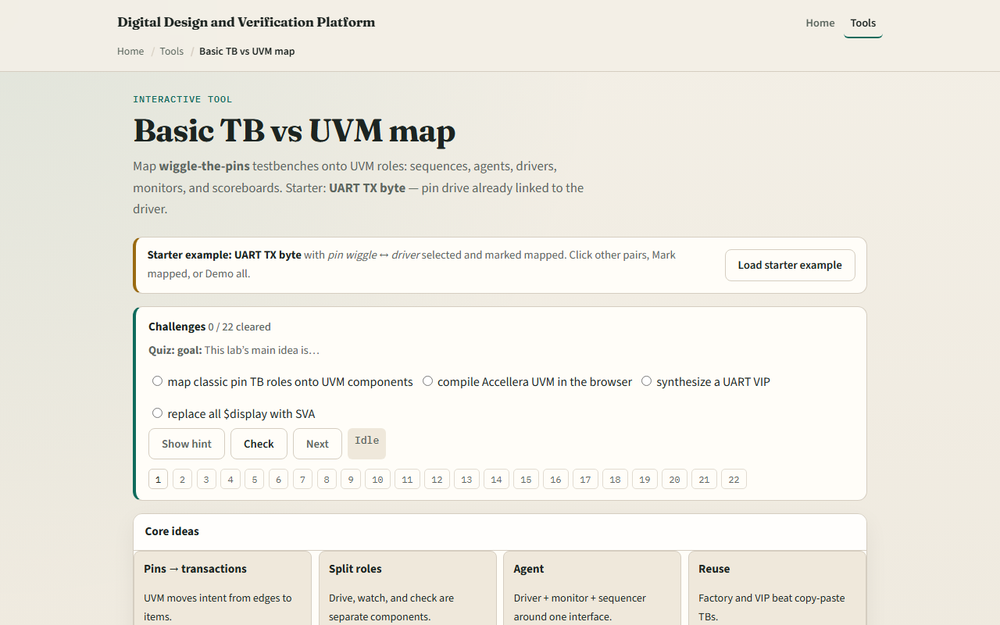 Digital Design and Verification Platform
Home
Tools
Home / Tools / Basic TB vs UVM map
INTERACTIVE TOOL
Basic TB vs UVM map
Map wiggle-the-pins testbenches onto UVM roles: sequences, agents, drivers,
monitors, and scoreboards. Starter: UART TX byte — pin drive already linked to the
driver.
Starter example: UART TX byte with pin wiggle ↔ driver selected and marked mapped. Click other pairs, Mark
mapped, or Demo all.
Load starter example
Challenges 0 / 22 cleared
Quiz: goal: This lab’s main idea is…
map classic pin TB roles onto UVM components
compile Accellera UVM in the browser
synthesize a UART VIP
replace all $display with SVA
Show hint
Check
Next
Idle
1 2 3 4 5 6 7 8 9 10 11 12 13 14 15 16 17 18 19 20 21 22
Core ideas
Pins → transactions
UVM moves intent from edges to
items.
Split roles
Drive, watch, and check are
separate components.
Agent
Driver + monitor + sequencer
around one interface.
Reuse
Factory and VIP beat copy-paste
TBs.